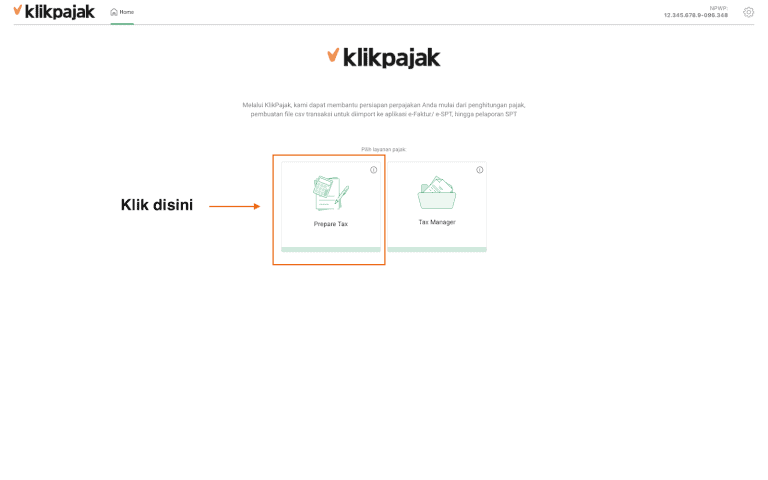 klikpajak
Home
NPWP:
12.345.678.9-098.348
klikpajak
Melalui KlikPajak, kami dapat membantu persiapan perpajakan Anda mulai dari penghitungan pajak,
pembuatan file csv transaksi untuk diimport ke aplikasi e-Faktur/ e-SPT, hingga pelaporan SPT
Pilih layanan pajak:
Klik disini
Prepare Tax
Tax Manager